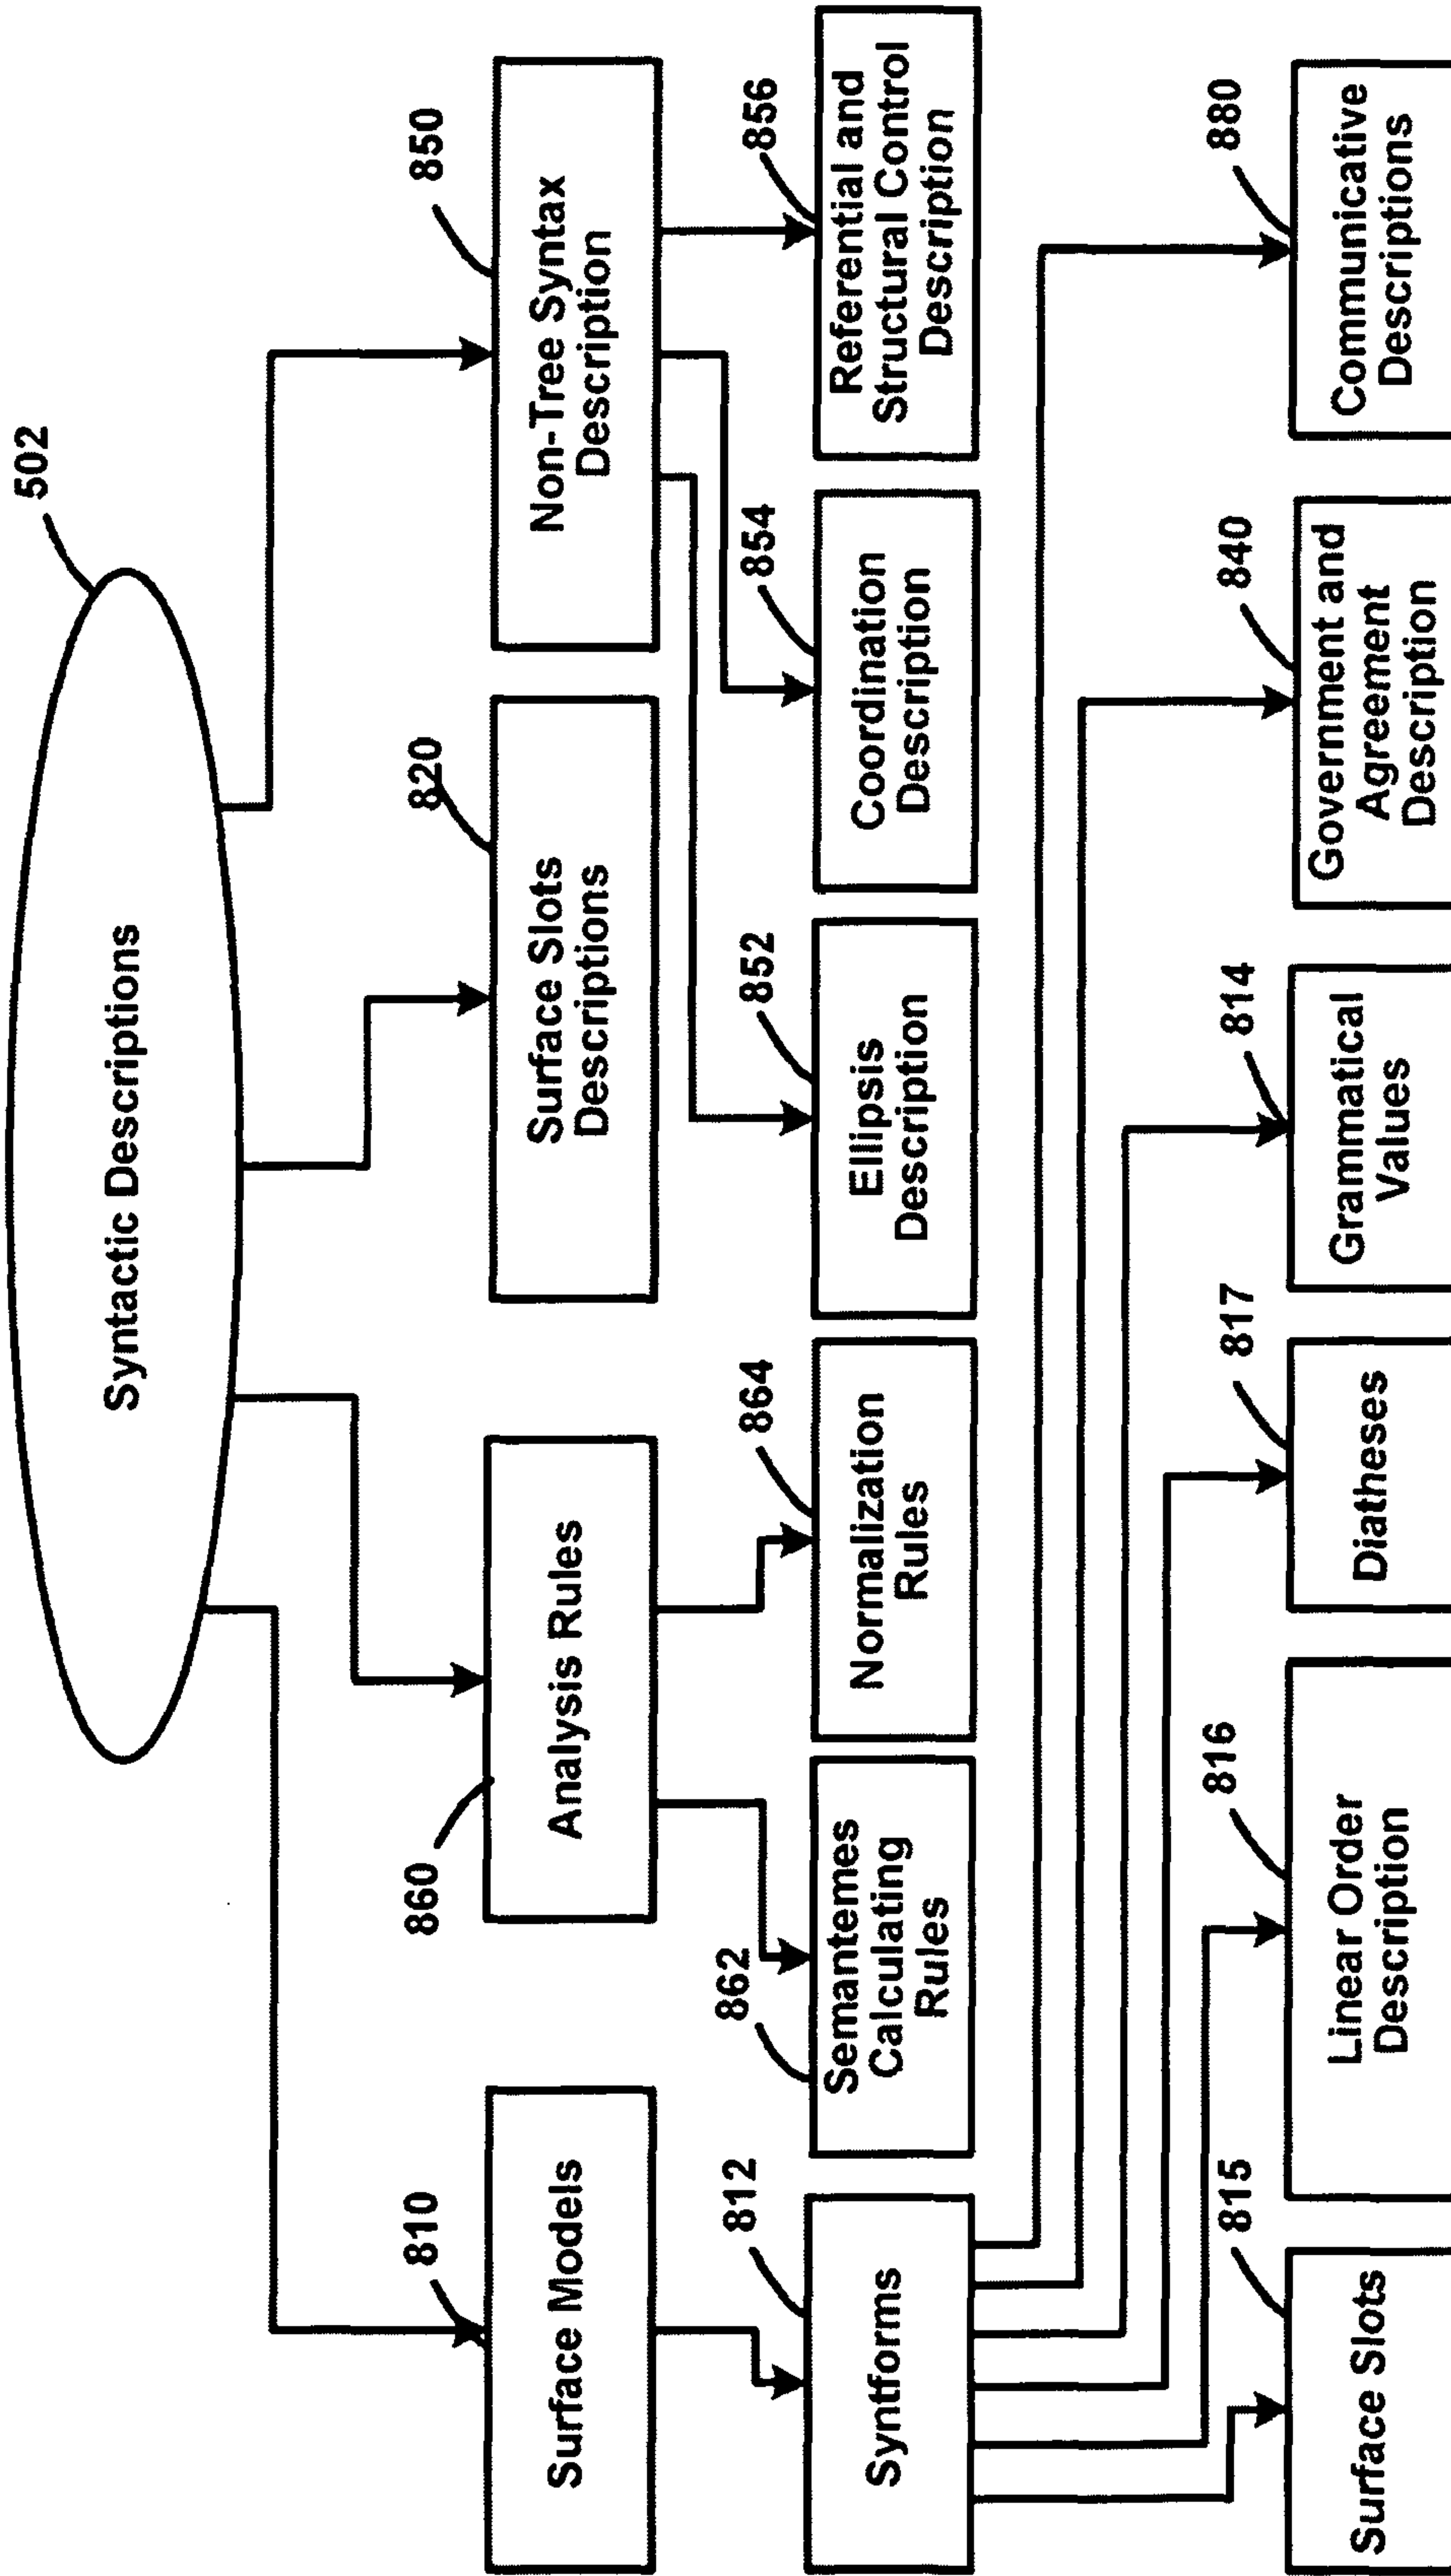 502
Syntactic Descriptions
810
860
820
850
Surface Models
Analysis Rules
Surface Slots
Descriptions
Non-Tree Syntax
Description
812
862
864
852
854
856
Syntforms
Semantemes
Calculating
Rules
Normalization
Rules
Ellipsis
Description
Coordination
Description
Referential and
Structural Control
Description
815
816
817
814
840
880
Surface Slots
Linear Order
Description
Diatheses
Grammatical
Values
Government and
Agreement
Description
Communicative
Descriptions